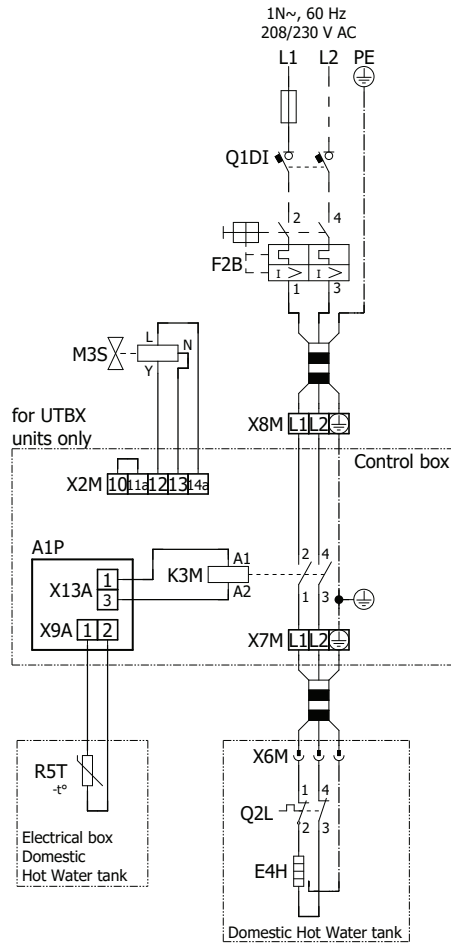 1N~, 60 Hz
208/230 V AC
L1 L2 PE
Q1DI
2 4
F2B
I > I >
1 3
L N
M3S
Y
for UTBX
units only
X8M L1 L2
Control box
X2M 10 11a 12 13 14a
A1P
2 4
A1
X13A 1 K3M
3 A2
1 3
X9A 1 2
X7M L1 L2
X6M
R5T
-t°
1 4
Q2L
2 3
Electrical box
Domestic
Hot Water tank
E4H
Domestic Hot Water tank